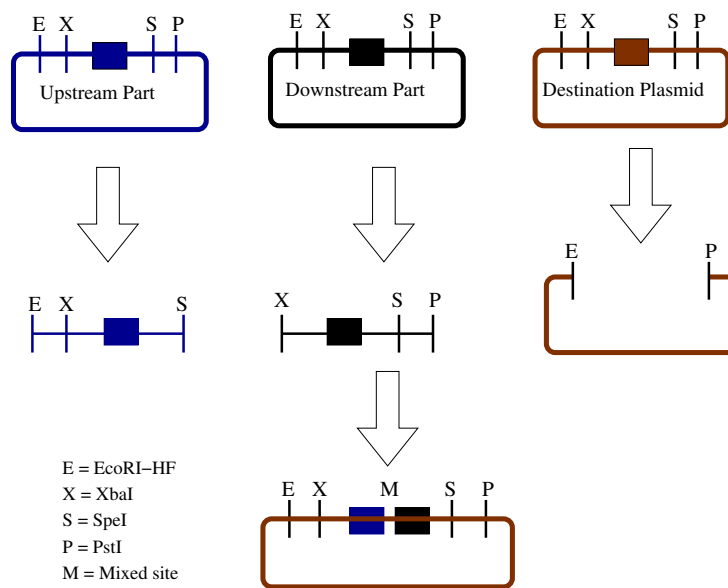 E X S P
E X S P
E X S P
Upstream Part
Downstream Part
Destination Plasmid
E X S
X S P
E P
E = EcoRI−HF
X = XbaI
S = SpeI
P = PstI
M = Mixed site
E X M S P